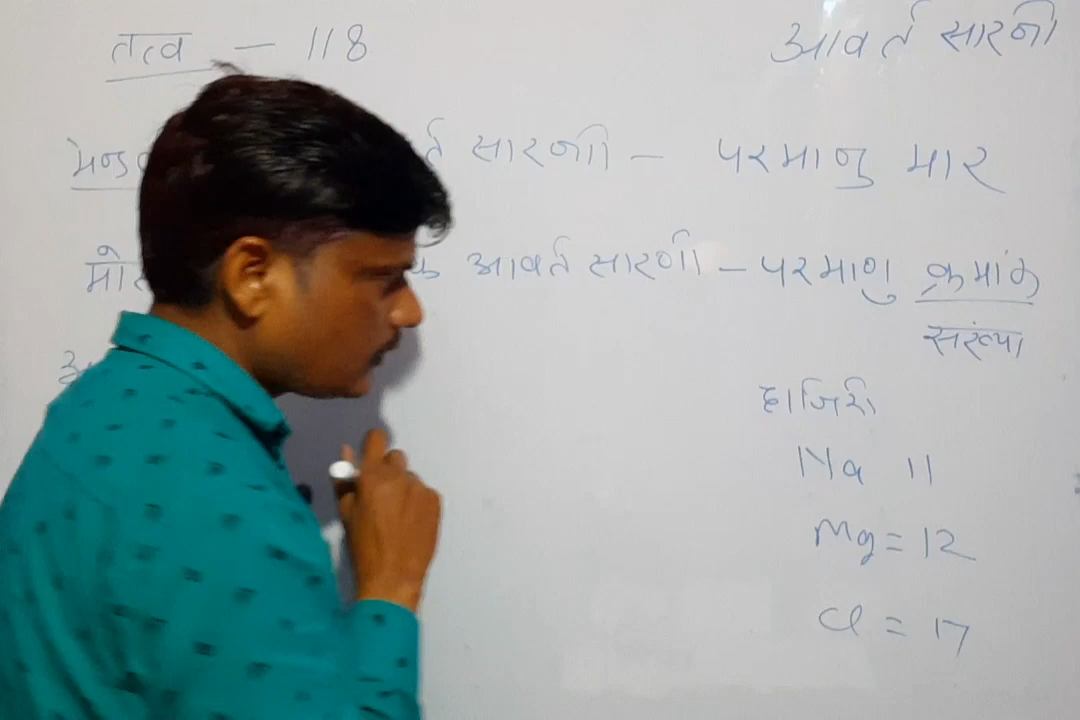 तत्व – 118
आवर्त सारणी
सारणी – परमाणु भार
आवर्त सारणी – परमाणु क्रमांक
संख्या
हाजिरी
Na 11
Mg = 12
Cl = 17